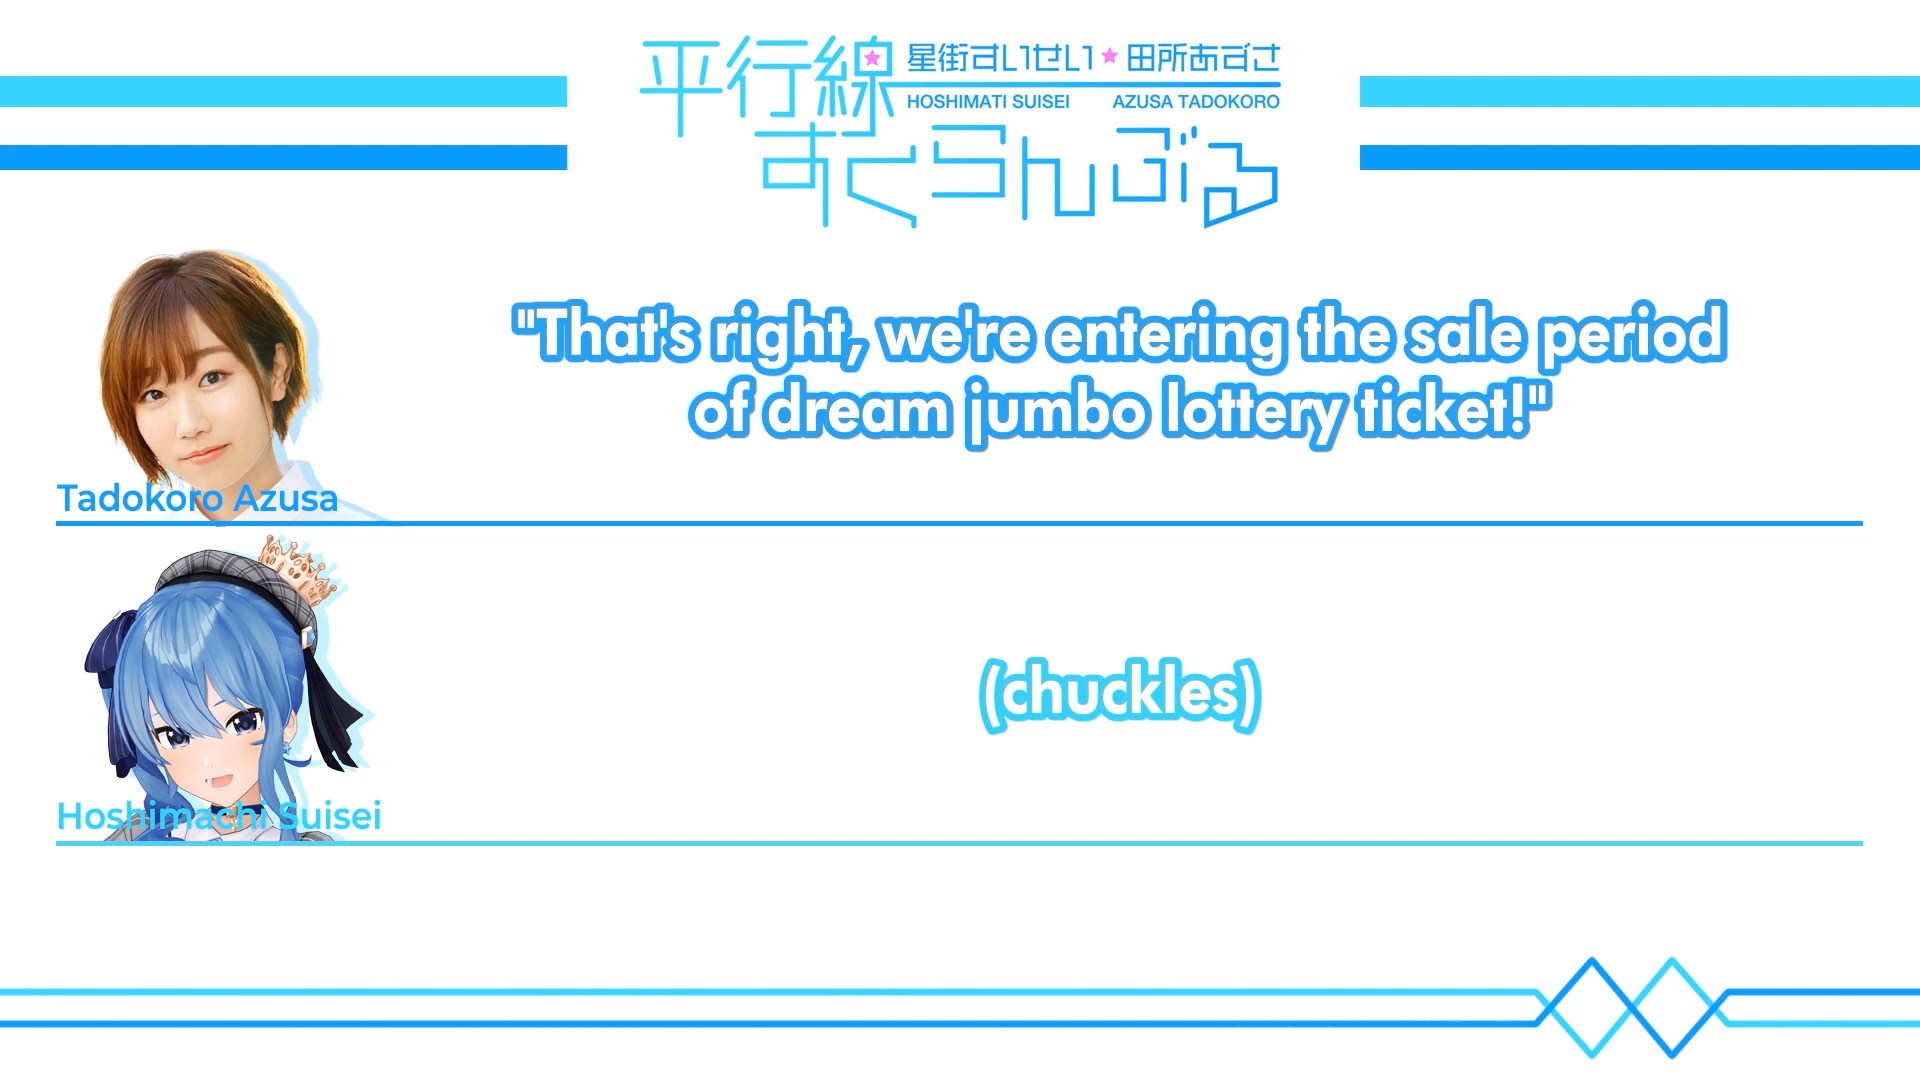 平行線
星街すいせい★田所あずさ
HOSHIMATI SUISEI AZUSA TADOKORO
すくらんぶる
"That's right, we're entering the sale period
of dream jumbo lottery ticket!"
Tadokoro Azusa
(chuckles)
Hoshimachi Suisei